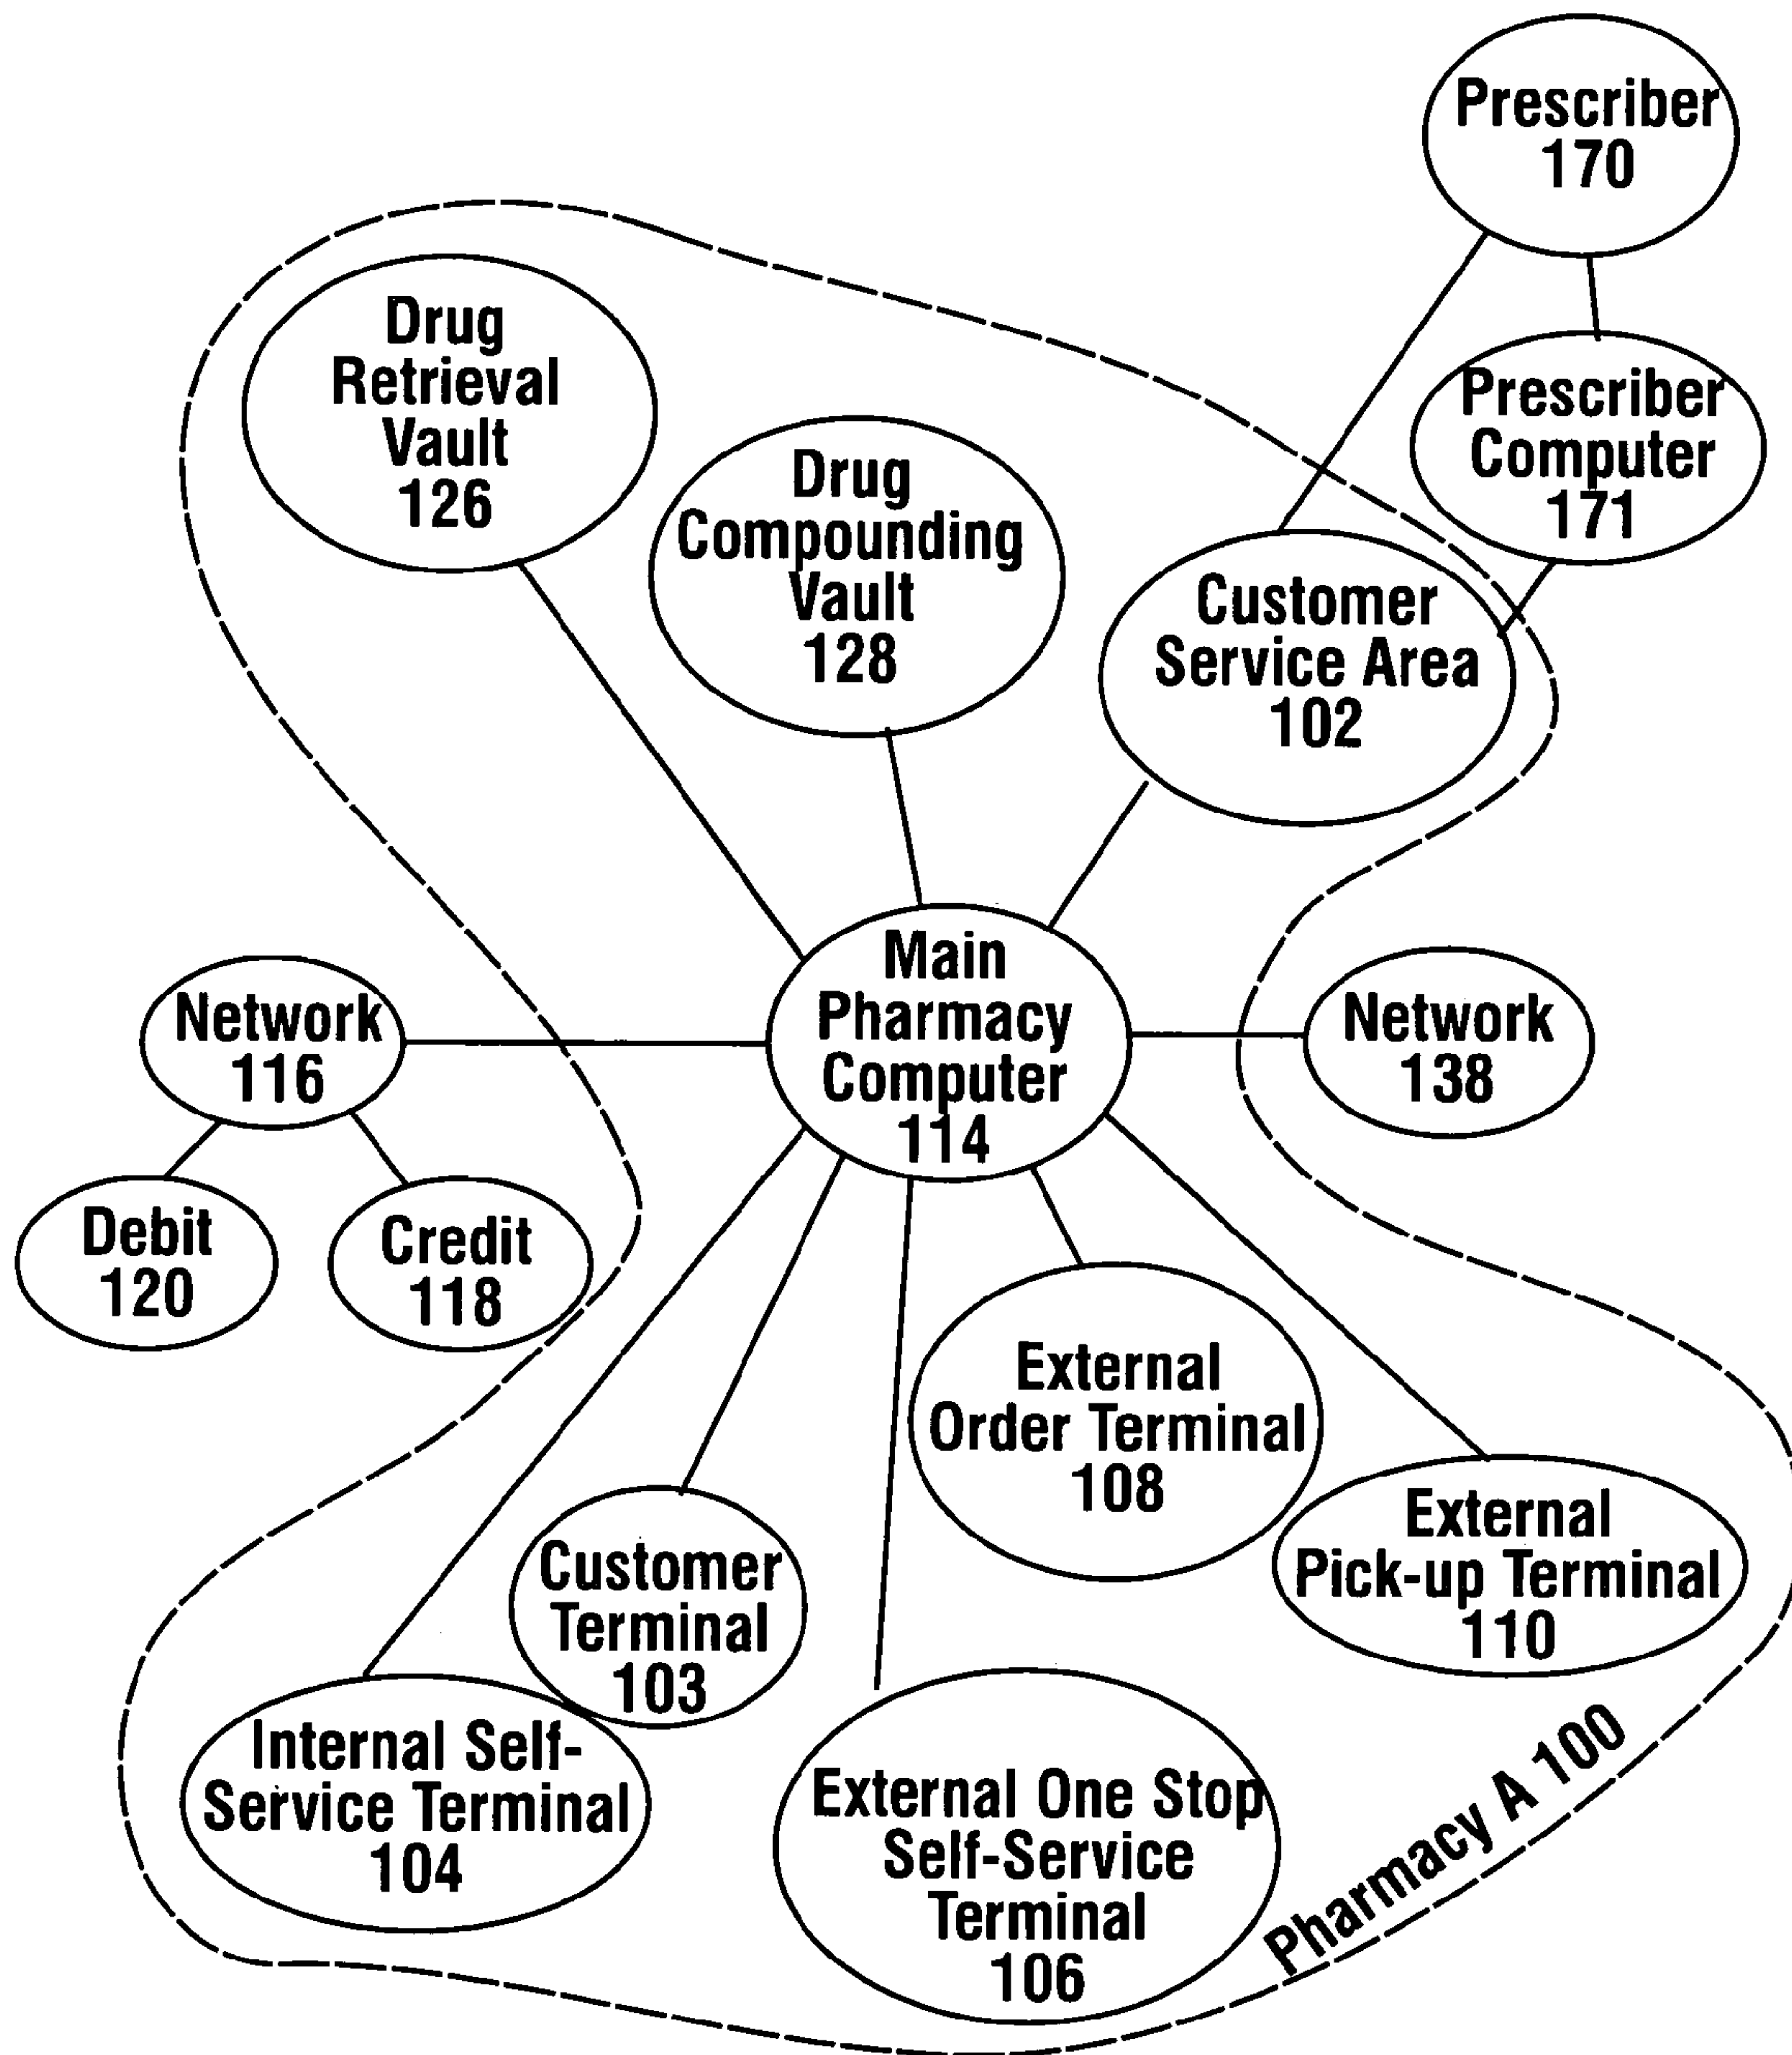 Prescriber
170
Prescriber
Computer
171
Drug
Retrieval
Vault
126
Drug
Compounding
Vault
128
Customer
Service Area
102
Main
Pharmacy
Computer
114
Network
116
Network
138
Debit
120
Credit
118
External
Order Terminal
108
External
Pick-up Terminal
110
Customer
Terminal
103
Internal Self-
Service Terminal
104
External One Stop
Self-Service
Terminal
106
Pharmacy A 100